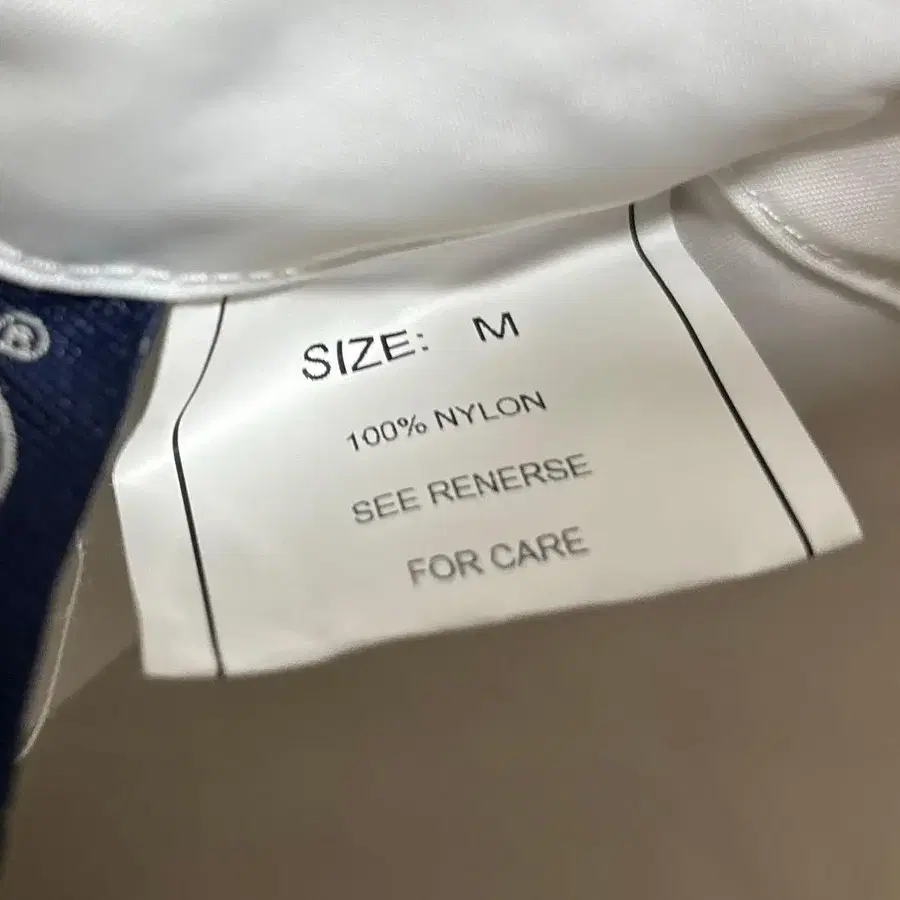 SIZE: M
100% NYLON
SEE RENERSE
FOR CARE